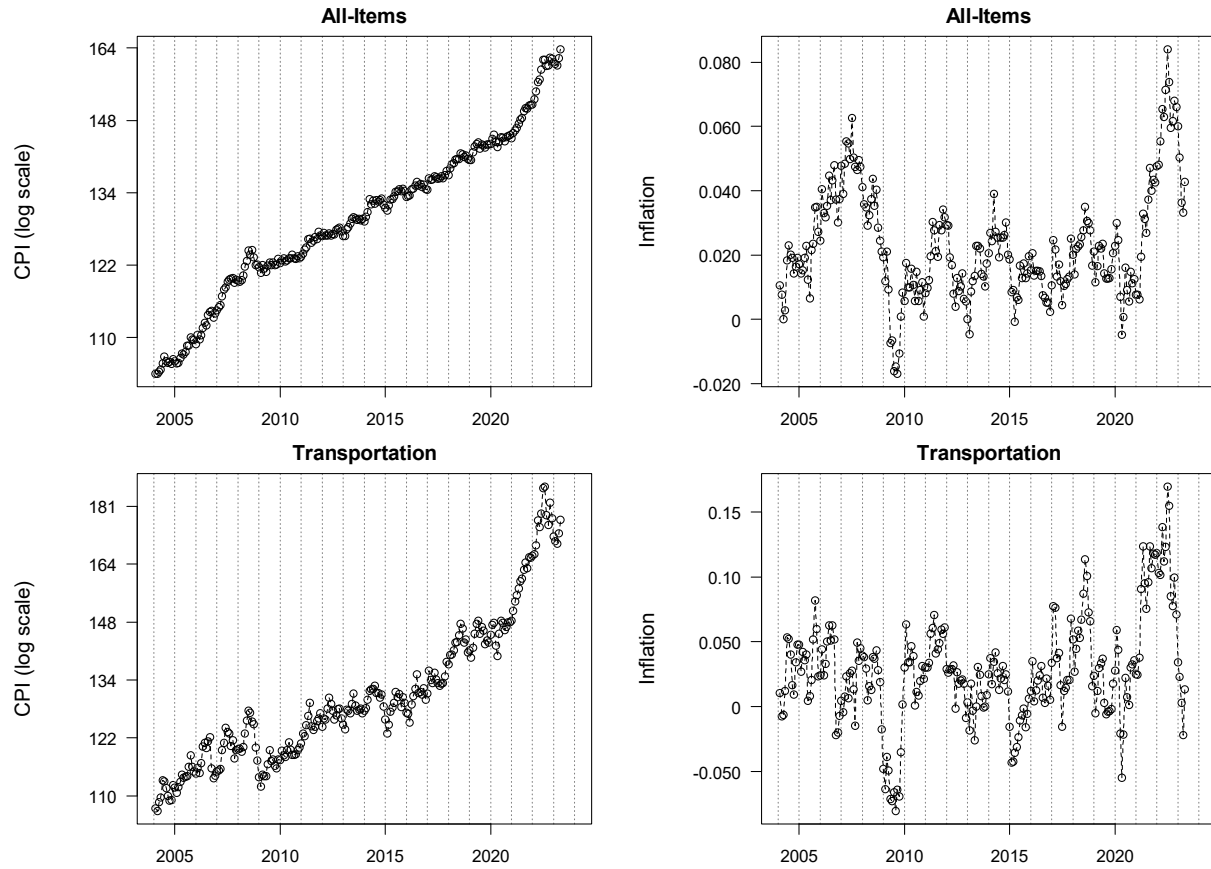 All-Items
CPI (log scale)
164
148
134
122
110
2005 2010 2015 2020
All-Items
Inflation
0.080
0.060
0.040
0.020
0
-0.020
2005 2010 2015 2020
Transportation
CPI (log scale)
181
164
148
134
122
110
2005 2010 2015 2020
Transportation
Inflation
0.15
0.10
0.050
0
-0.050
2005 2010 2015 2020